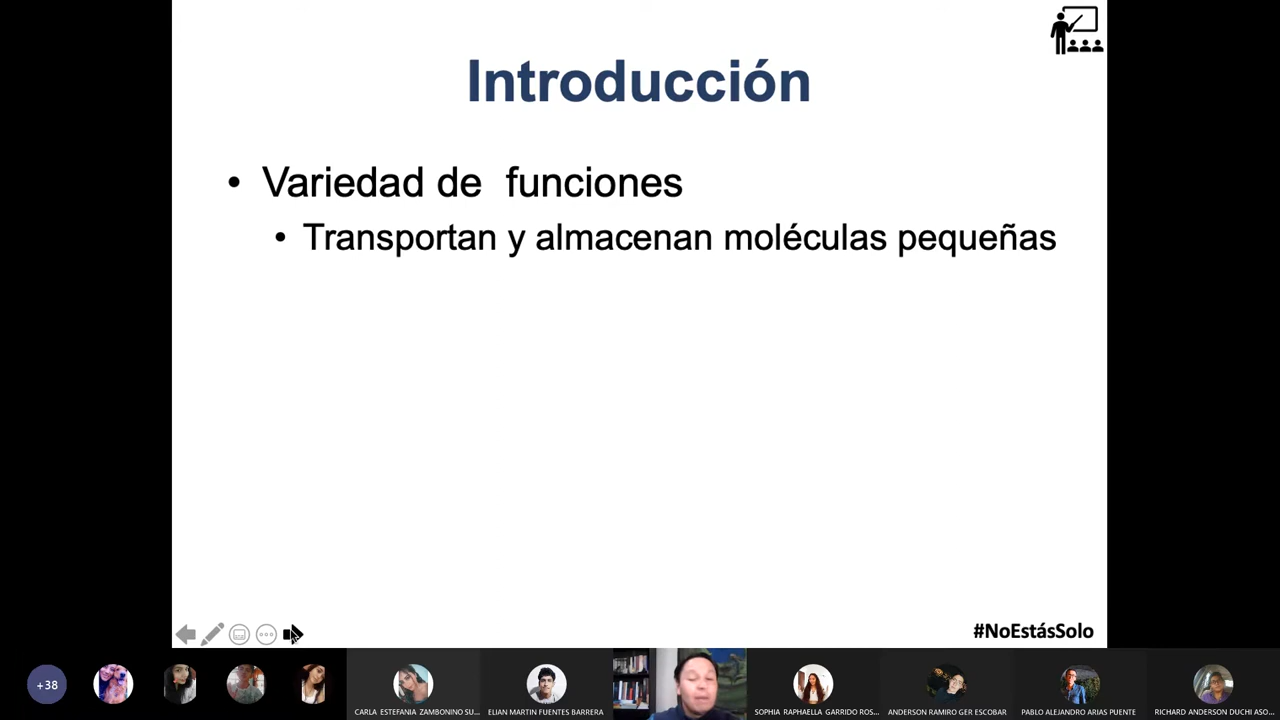 Introducción
• Variedad de  funciones
• Transportan y almacenan moléculas pequeñas
#NoEstásSolo
+38
CARLA ESTEFANIA ZAMBONINO SU...
ELIAN MARTIN FUENTES BARRERA
SOPHIA RAPHAELLA GARRIDO ROS...
ANDERSON RAMIRO GER ESCOBAR
PABLO ALEJANDRO ARIAS PUENTE
RICHARD ANDERSON DUCHI ASO...